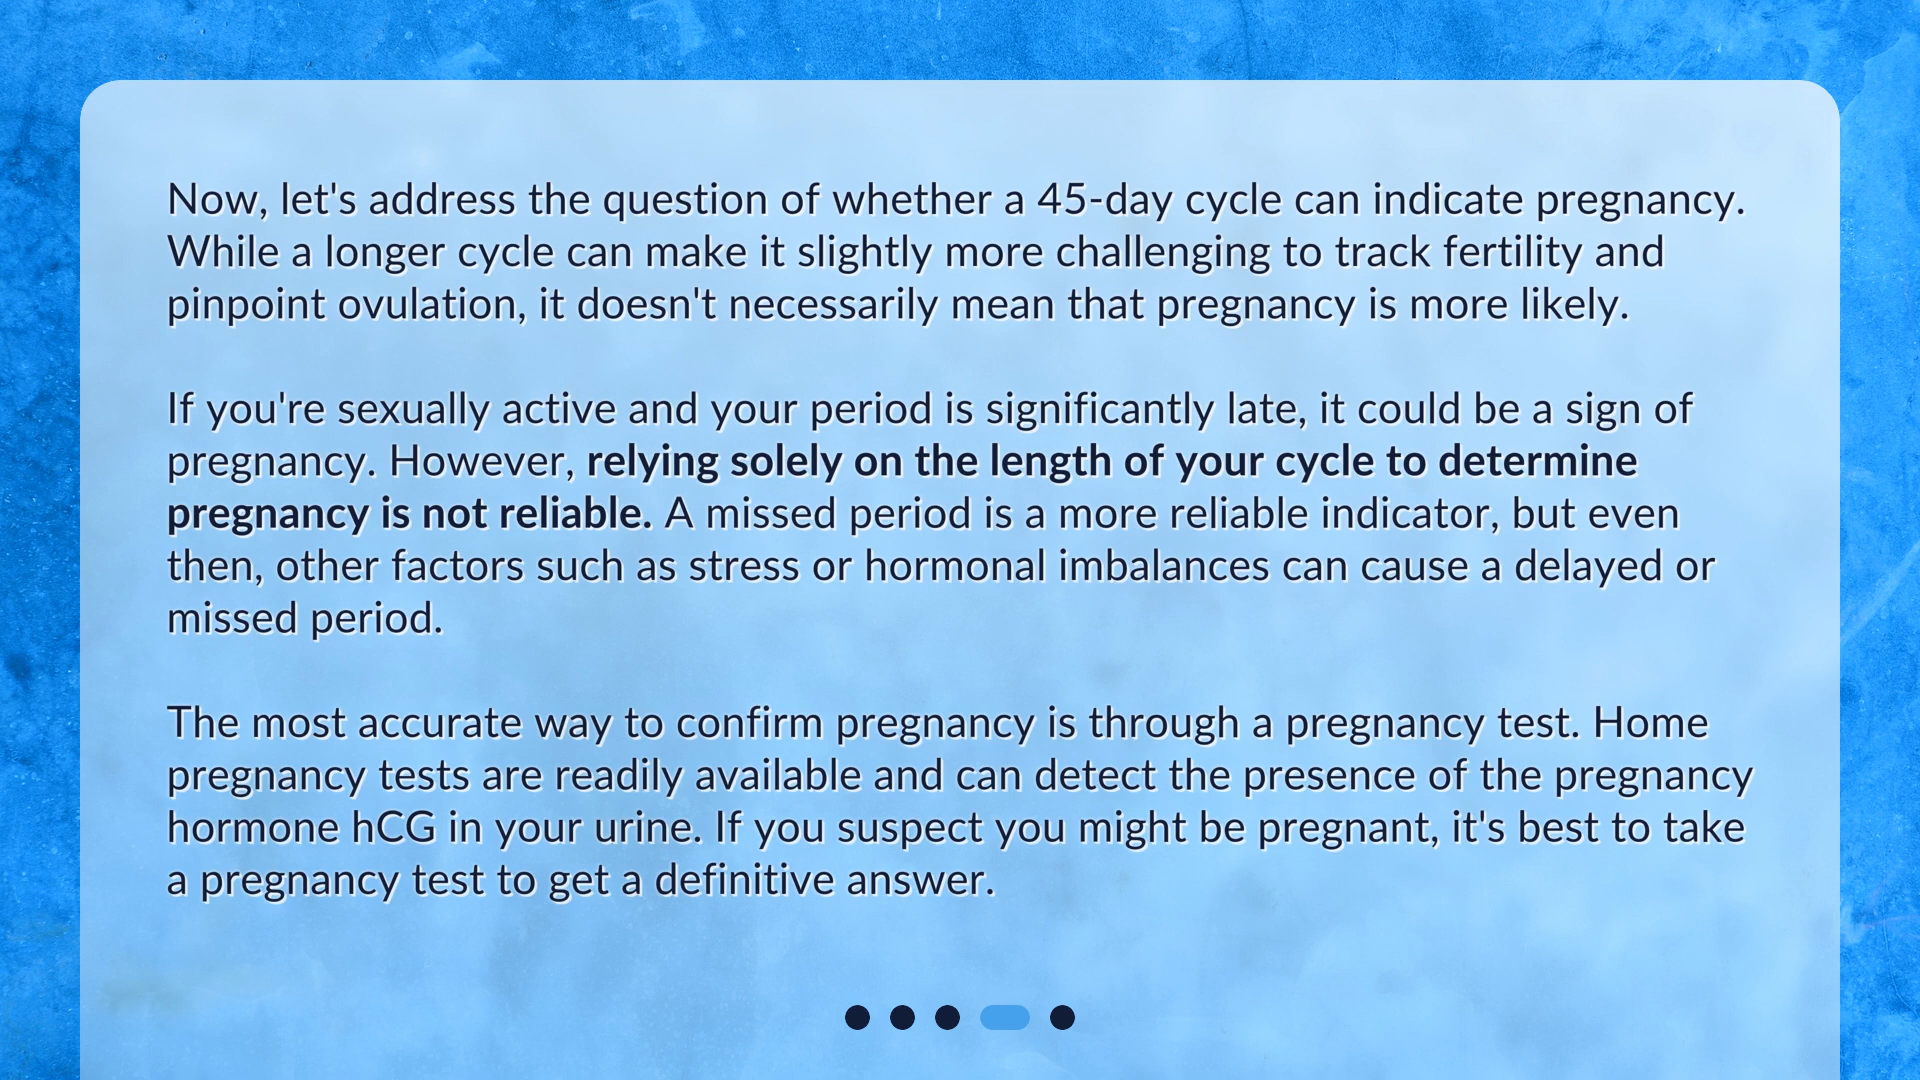 Now, let's address the question of whether a 45-day cycle can indicate pregnancy.
While a longer cycle can make it slightly more challenging to track fertility and
pinpoint ovulation, it doesn't necessarily mean that pregnancy is more likely.
If you're sexually active and your period is significantly late, it could be a sign of
pregnancy. However, relying solely on the length of your cycle to determine
pregnancy is not reliable. A missed period is a more reliable indicator, but even
then, other factors such as stress or hormonal imbalances can cause a delayed or
missed period.
The most accurate way to confirm pregnancy is through a pregnancy test. Home
pregnancy tests are readily available and can detect the presence of the pregnancy
hormone hCG in your urine. If you suspect you might be pregnant, it's best to take
a pregnancy test to get a definitive answer.